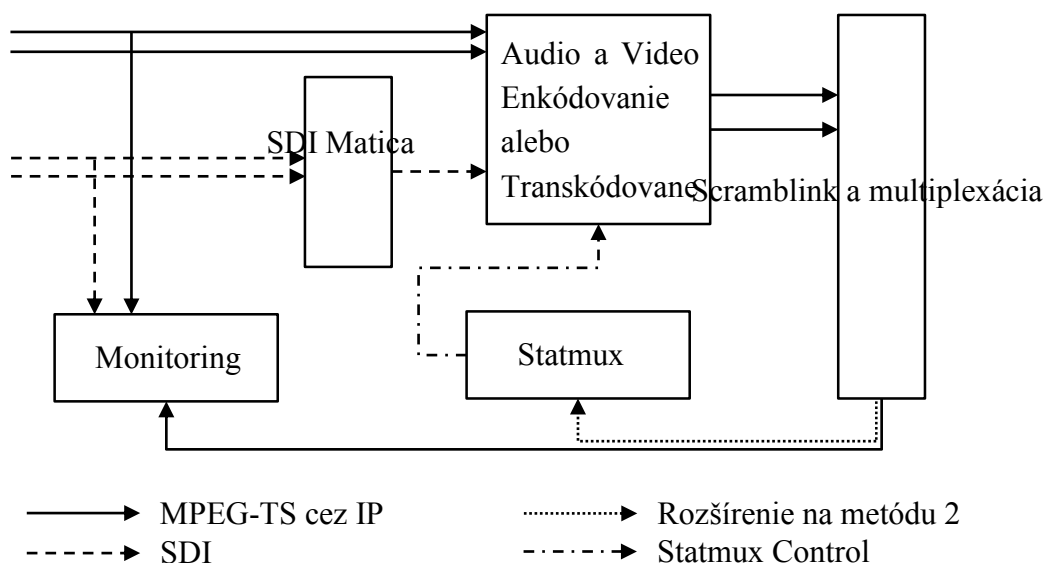 Audio a Video
Enkódovanie
alebo
Transkódovane
SDI Matica
Scramblink a multiplexácia
Monitoring
Statmux
MPEG-TS cez IP
SDI
Rozšírenie na metódu 2
Statmux Control